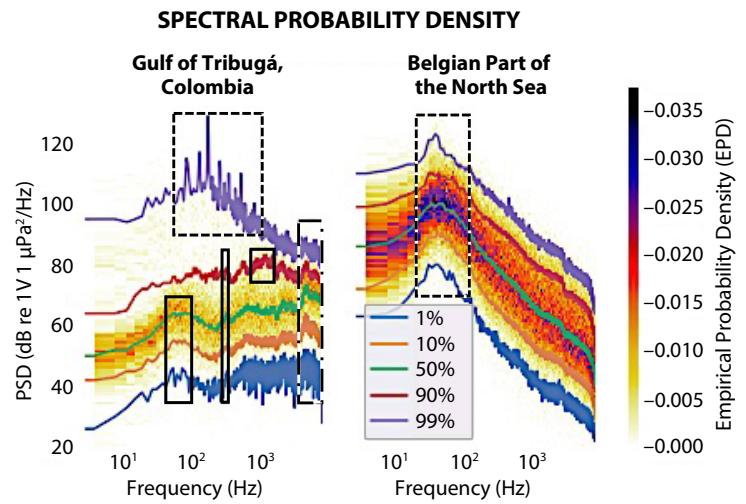 SPECTRAL PROBABILITY DENSITY
Gulf of Tribugá,
Colombia
Belgian Part of
the North Sea
PSD (dB re 1V 1 µPa²/Hz)
120
100
80
60
40
20
10¹ 10² 10³
Frequency (Hz)
1%
10%
50%
90%
99%
10¹ 10² 10³
Frequency (Hz)
–0.035
–0.030
–0.025
–0.020
–0.015
–0.010
–0.005
–0.000
Empirical Probability Density (EPD)